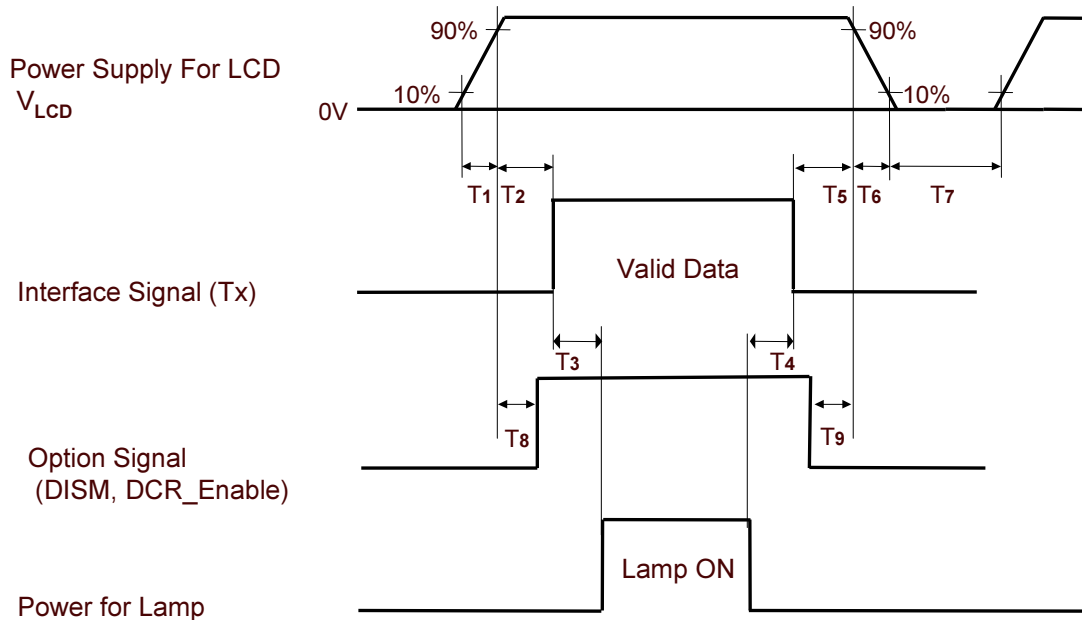 90%
90%
Power Supply For LCD
VLCD
10%
10%
0V
T1
T2
T5
T6
T7
Valid Data
Interface Signal (Tx)
T3
T4
T8
T9
Option Signal
(DISM, DCR_Enable)
Lamp ON
Power for Lamp